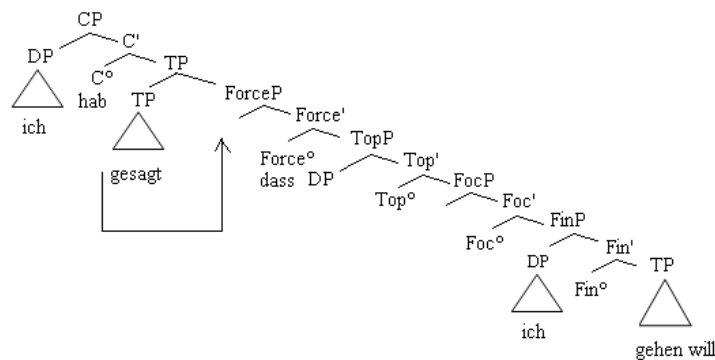 CP
DP C'
C° TP
ich hab TP ForceP
gesagt Force'
Force° TopP
dass DP Top'
Top° FocP
Foc'
Foc° FinP
DP Fin'
Fin° TP
ich
gehen will